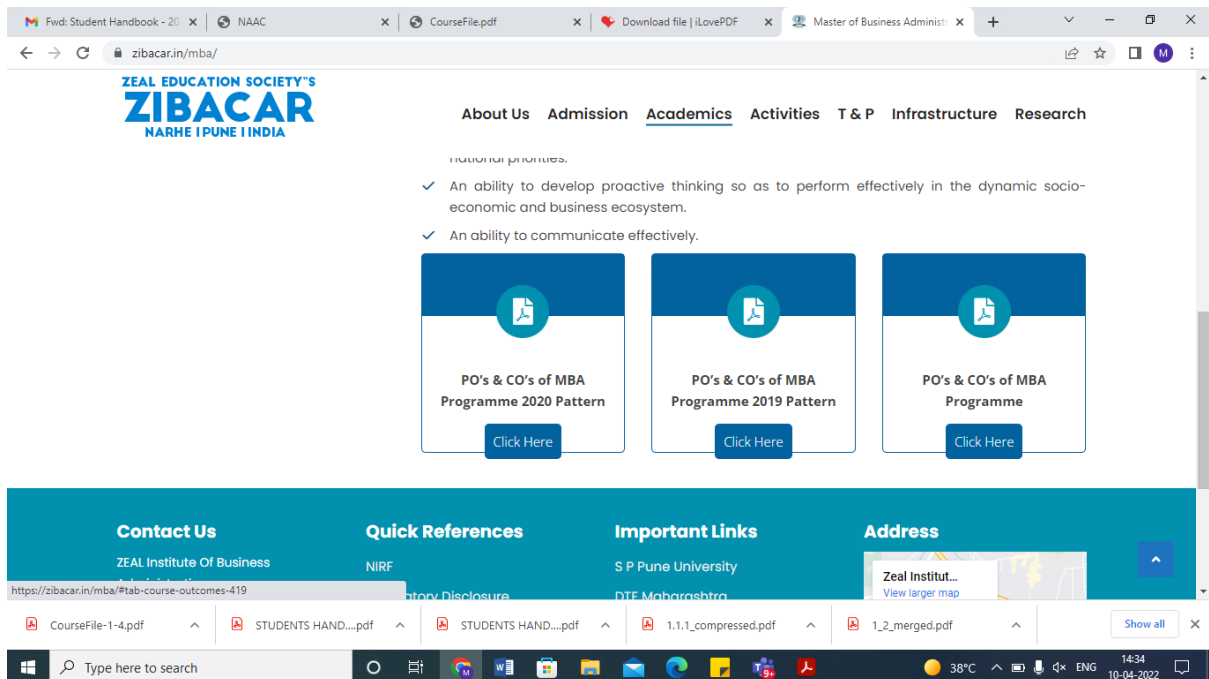 Fwd: Student Handbook - 20
NAAC
CourseFile.pdf
Download file | iLovePDF
Master of Business Administ
zibacar.in/mba/
M
ZEAL EDUCATION SOCIETY"S
ZIBACAR
NARHE I PUNE I INDIA
About Us Admission Academics Activities T & P Infrastructure Research
national priorities.
An ability to develop proactive thinking so as to perform effectively in the dynamic socio-
economic and business ecosystem.
An ability to communicate effectively.
PO's & CO's of MBA
Programme 2020 Pattern
Click Here
PO's & CO's of MBA
Programme 2019 Pattern
Click Here
PO's & CO's of MBA
Programme
Click Here
Contact Us
ZEAL Institute Of Business
Quick References
NIRF
Disclosure
Important Links
S P Pune University
DTE Maharashtra
Address
Zeal Institut...
View larger map
https://zibacar.in/mba/#tab-course-outcomes-419
CourseFile-1-4.pdf
STUDENTS HAND....pdf
STUDENTS HAND....pdf
1.1.1_compressed.pdf
1_2_merged.pdf
Show all
Type here to search
9+
38°C
ENG
14:34
10-04-2022